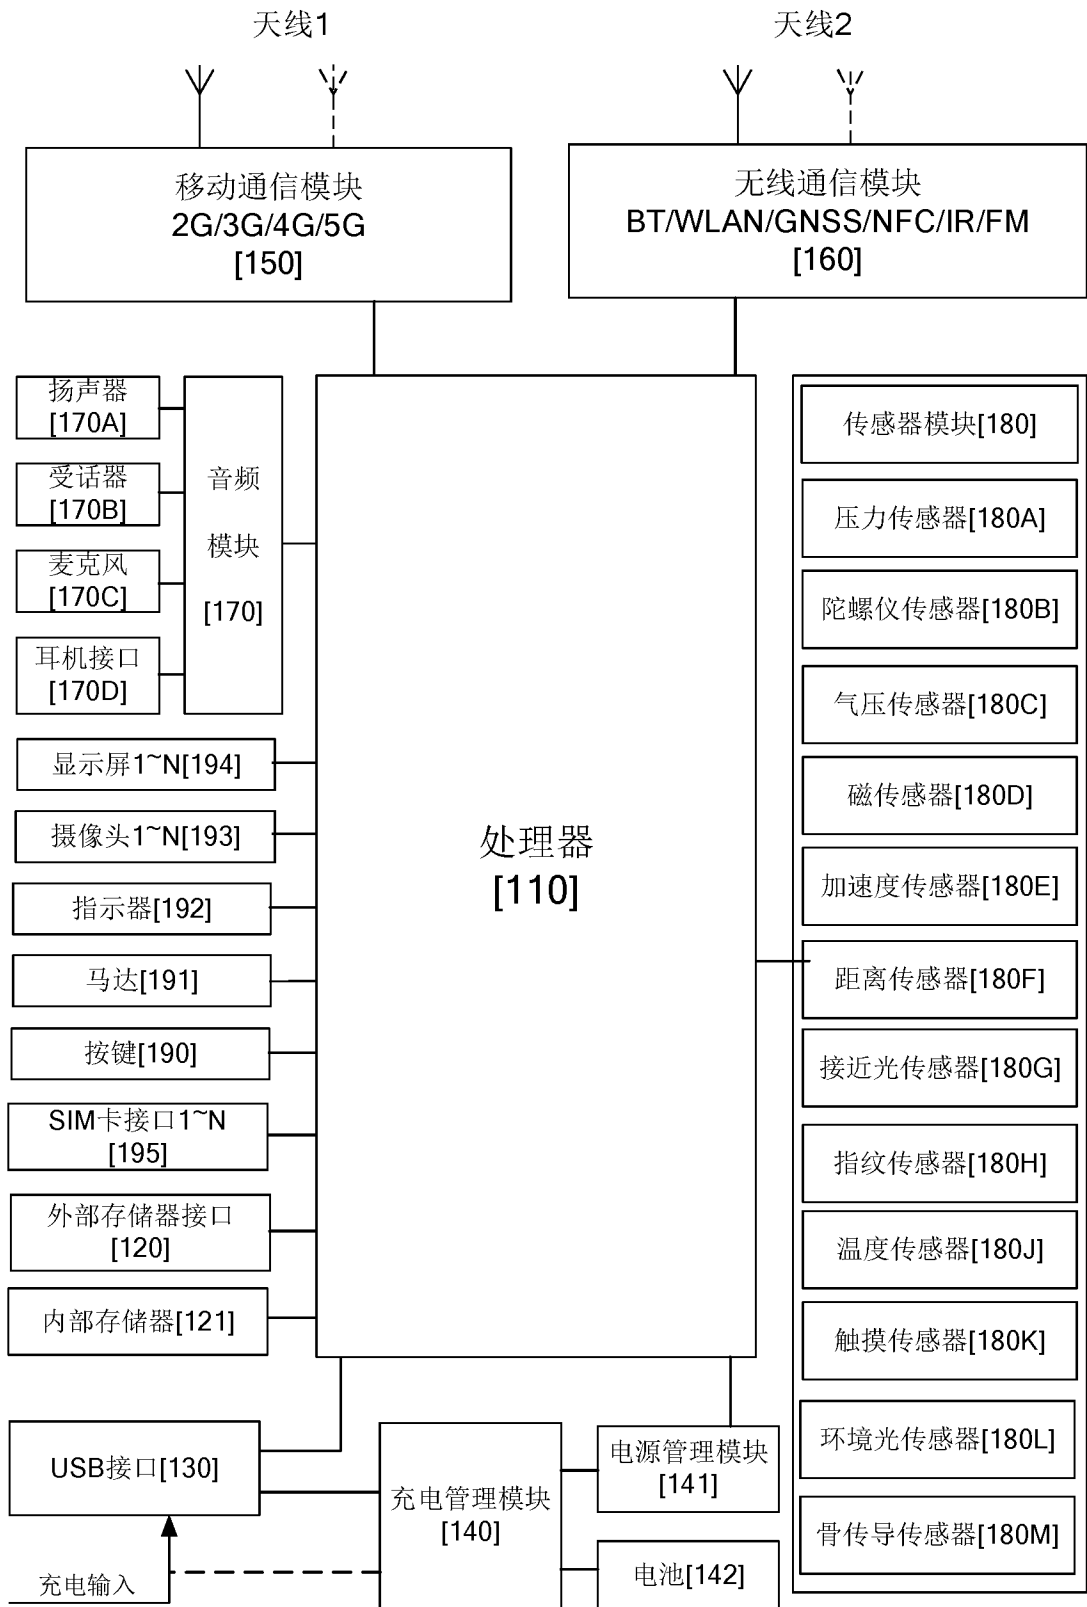 天线1
天线2
移动通信模块
2G/3G/4G/5G
[150]
无线通信模块
BT/WLAN/GNSS/NFC/IR/FM
[160]
扬声器
[170A]
受话器
[170B]
麦克风
[170C]
耳机接口
[170D]
音频
模块
[170]
显示屏1~N[194]
摄像头1~N[193]
指示器[192]
马达[191]
按键[190]
SIM卡接口1~N
[195]
外部存储器接口
[120]
内部存储器[121]
处理器
[110]
传感器模块[180]
压力传感器[180A]
陀螺仪传感器[180B]
气压传感器[180C]
磁传感器[180D]
加速度传感器[180E]
距离传感器[180F]
接近光传感器[180G]
指纹传感器[180H]
温度传感器[180J]
触摸传感器[180K]
环境光传感器[180L]
骨传导传感器[180M]
USB接口[130]
充电输入
充电管理模块
[140]
电源管理模块
[141]
电池[142]